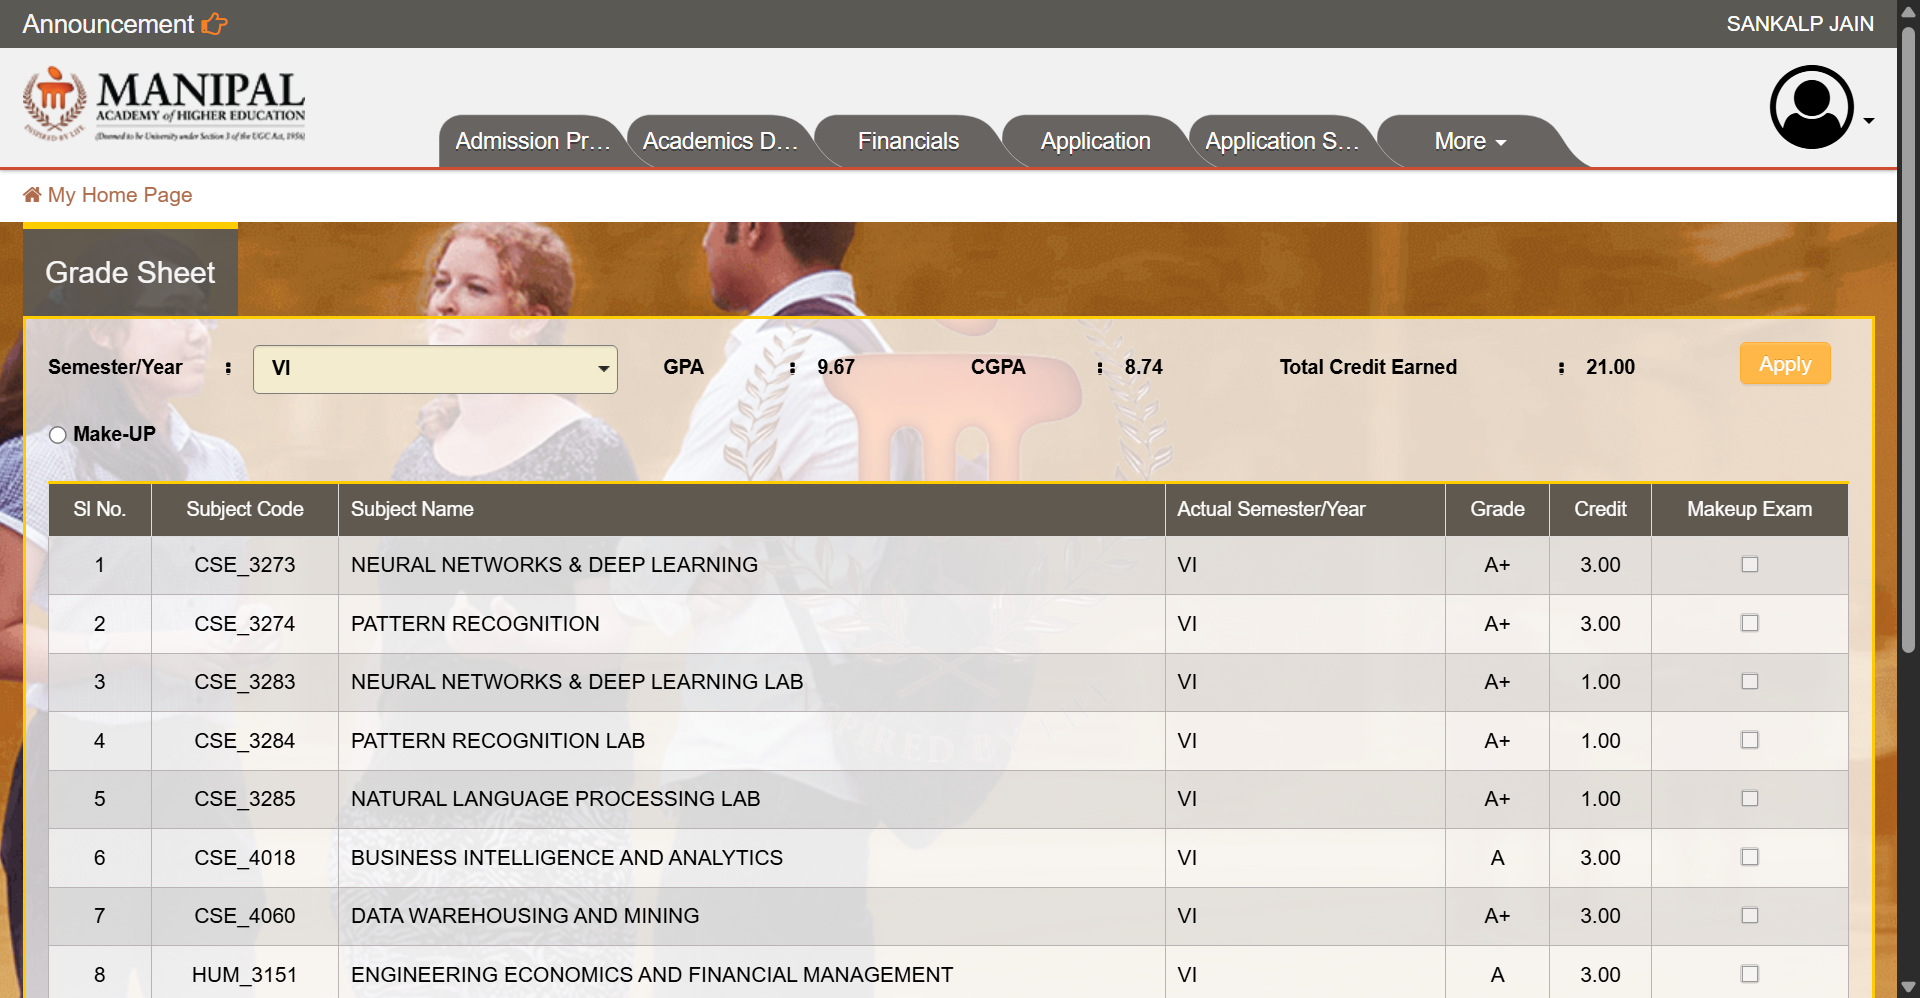 Announcement
SANKALP JAIN
MANIPAL
ACADEMY of HIGHER EDUCATION
(Deemed to be University under Section 3 of the UGC Act, 1956)
INSPIRED BY LIFE
Admission Pr... Academics D... Financials Application Application S... More
My Home Page
Grade Sheet
Semester/Year : VI GPA : 9.67 CGPA : 8.74 Total Credit Earned : 21.00 Apply
Make-UP
Sl No. Subject Code Subject Name Actual Semester/Year Grade Credit Makeup Exam
1 CSE_3273 NEURAL NETWORKS & DEEP LEARNING VI A+ 3.00
2 CSE_3274 PATTERN RECOGNITION VI A+ 3.00
3 CSE_3283 NEURAL NETWORKS & DEEP LEARNING LAB VI A+ 1.00
4 CSE_3284 PATTERN RECOGNITION LAB VI A+ 1.00
5 CSE_3285 NATURAL LANGUAGE PROCESSING LAB VI A+ 1.00
6 CSE_4018 BUSINESS INTELLIGENCE AND ANALYTICS VI A 3.00
7 CSE_4060 DATA WAREHOUSING AND MINING VI A+ 3.00
8 HUM_3151 ENGINEERING ECONOMICS AND FINANCIAL MANAGEMENT VI A 3.00